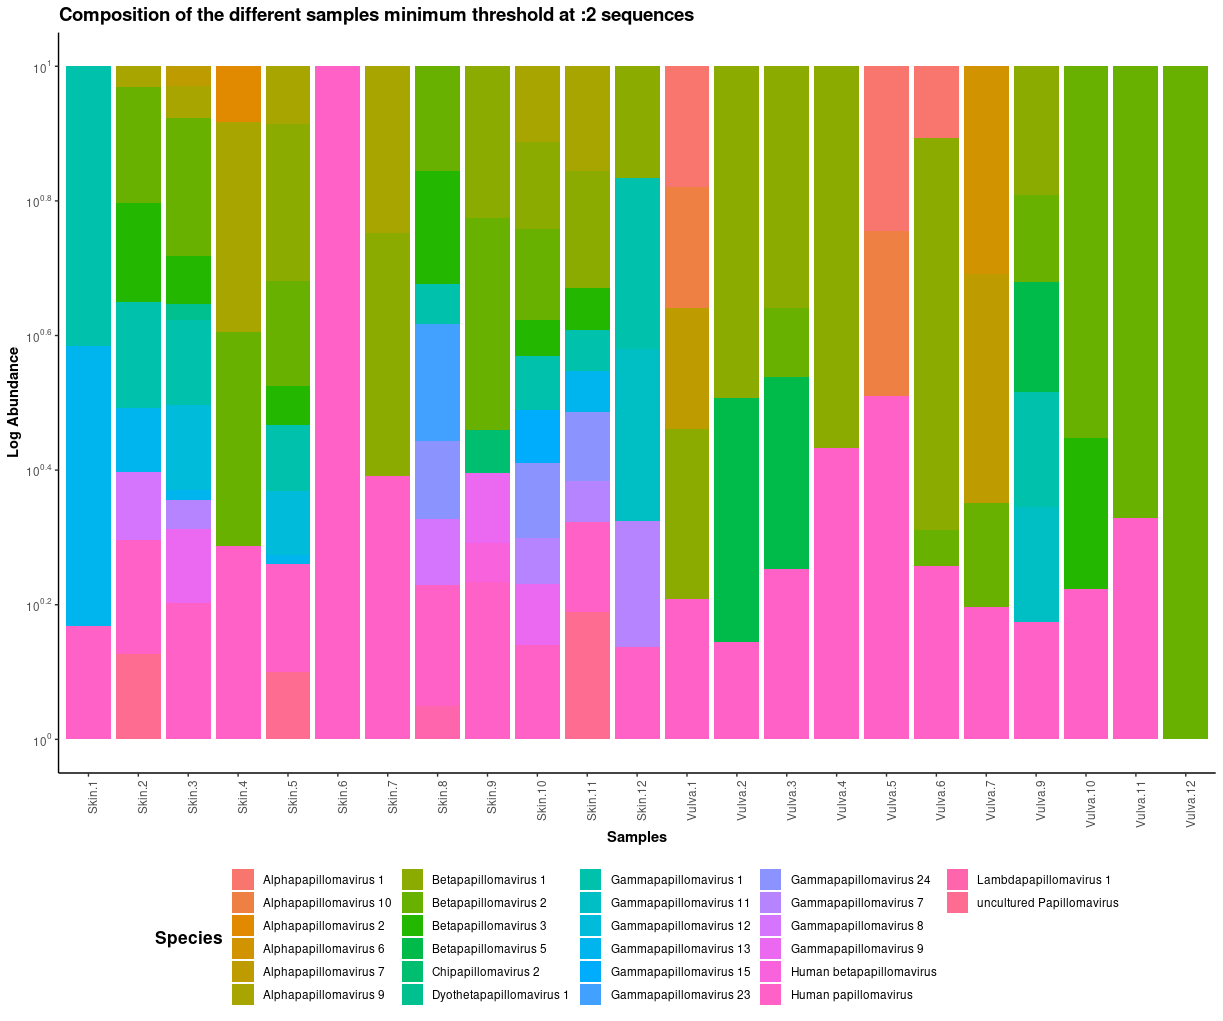 Composition of the different samples minimum threshold at :2 sequences
Log Abundance
10^1
10^0.8
10^0.6
10^0.4
10^0.2
10^0
Skin.1
Skin.2
Skin.3
Skin.4
Skin.5
Skin.6
Skin.7
Skin.8
Skin.9
Skin.10
Skin.11
Skin.12
Vulva.1
Vulva.2
Vulva.3
Vulva.4
Vulva.5
Vulva.6
Vulva.7
Vulva.9
Vulva.10
Vulva.11
Vulva.12
Samples
Species
Alphapapillomavirus 1
Alphapapillomavirus 10
Alphapapillomavirus 2
Alphapapillomavirus 6
Alphapapillomavirus 7
Alphapapillomavirus 9
Betapapillomavirus 1
Betapapillomavirus 2
Betapapillomavirus 3
Betapapillomavirus 5
Chipapillomavirus 2
Dyothetapapillomavirus 1
Gammapapillomavirus 1
Gammapapillomavirus 11
Gammapapillomavirus 12
Gammapapillomavirus 13
Gammapapillomavirus 15
Gammapapillomavirus 23
Gammapapillomavirus 24
Gammapapillomavirus 7
Gammapapillomavirus 8
Gammapapillomavirus 9
Human betapapillomavirus
Human papillomavirus
Lambdapapillomavirus 1
uncultured Papillomavirus